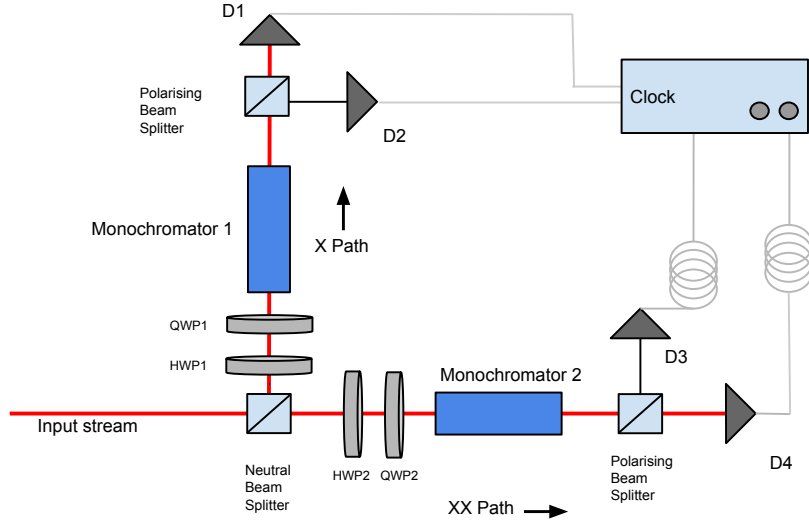 D1
Polarising
Beam
Splitter
D2
Clock
Monochromator 1
X Path
QWP1
HWP1
D3
Monochromator 2
Input stream
Neutral
Beam
Splitter
HWP2
QWP2
Polarising
Beam
Splitter
D4
XX Path